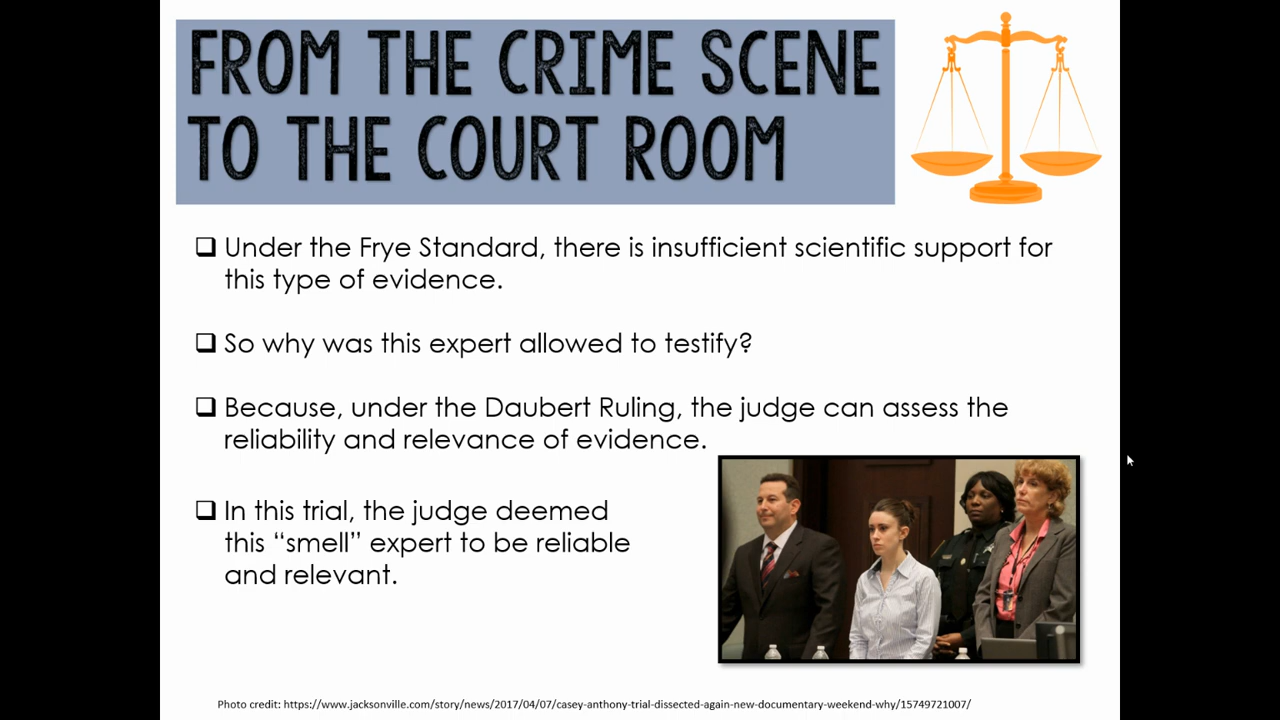 FROM THE CRIME SCENE
TO THE COURT ROOM
Under the Frye Standard, there is insufficient scientific support for
this type of evidence.
So why was this expert allowed to testify?
Because, under the Daubert Ruling, the judge can assess the
reliability and relevance of evidence.
In this trial, the judge deemed
this “smell” expert to be reliable
and relevant.
Photo credit: https://www.jacksonville.com/story/news/2017/04/07/casey-anthony-trial-dissected-again-new-documentary-weekend-why/15749721007/